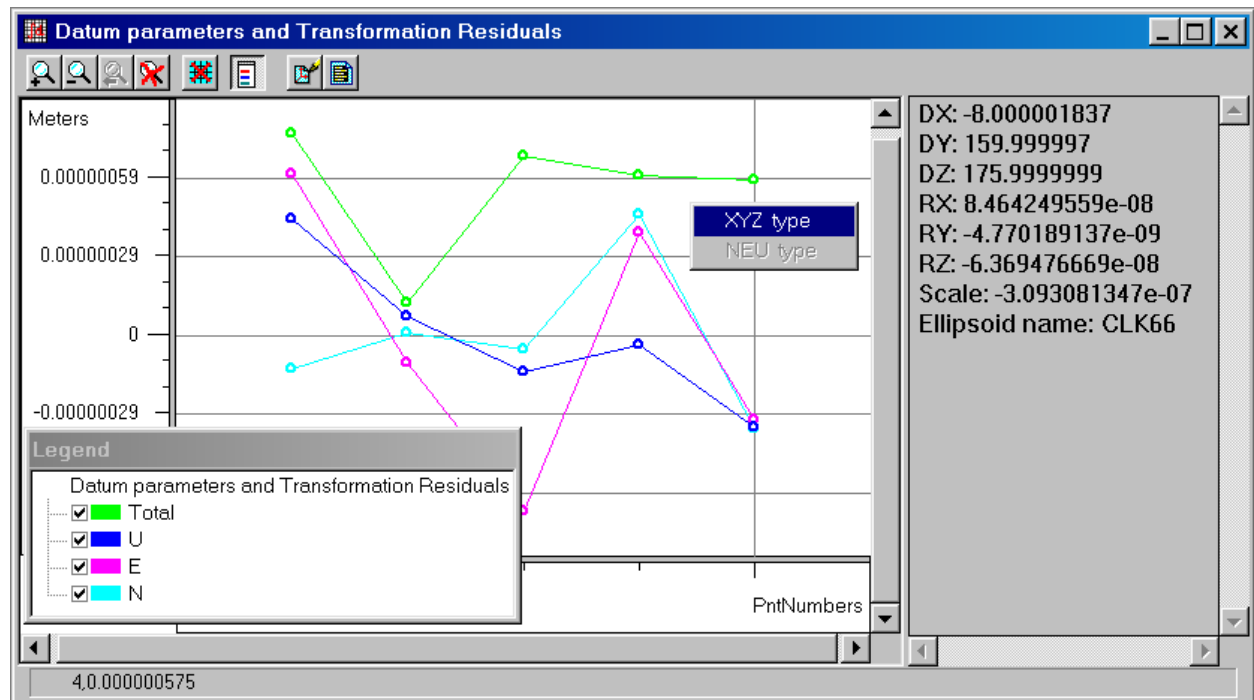 Datum parameters and Transformation Residuals
Meters
0.00000059
0.00000029
0
-0.00000029
XYZ type
NEU type
Legend
Datum parameters and Transformation Residuals
Total
U
E
N
PntNumbers
DX: -8.000001837
DY: 159.999997
DZ: 175.9999999
RX: 8.464249559e-08
RY: -4.770189137e-09
RZ: -6.369476669e-08
Scale: -3.093081347e-07
Ellipsoid name: CLK66
4,0.000000575